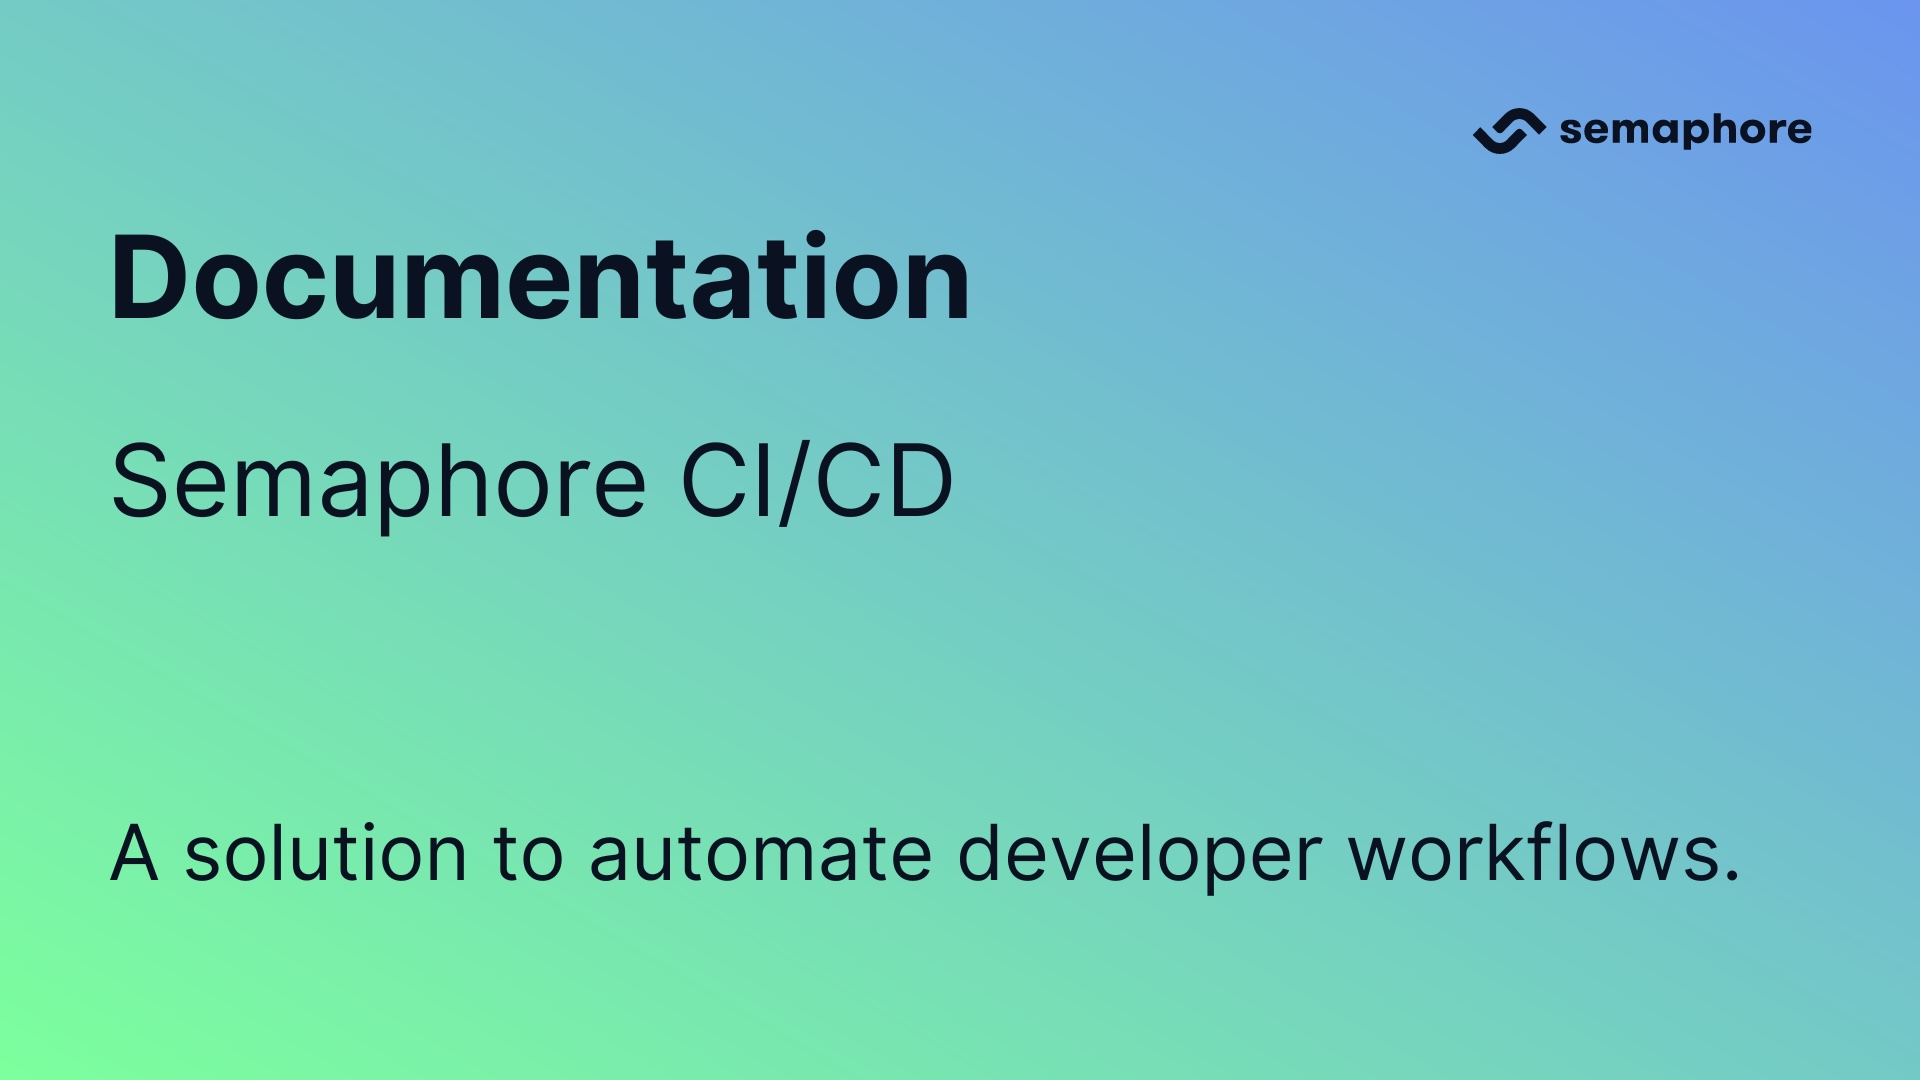 semaphore
Documentation
Semaphore CI/CD
A solution to automate developer workflows.